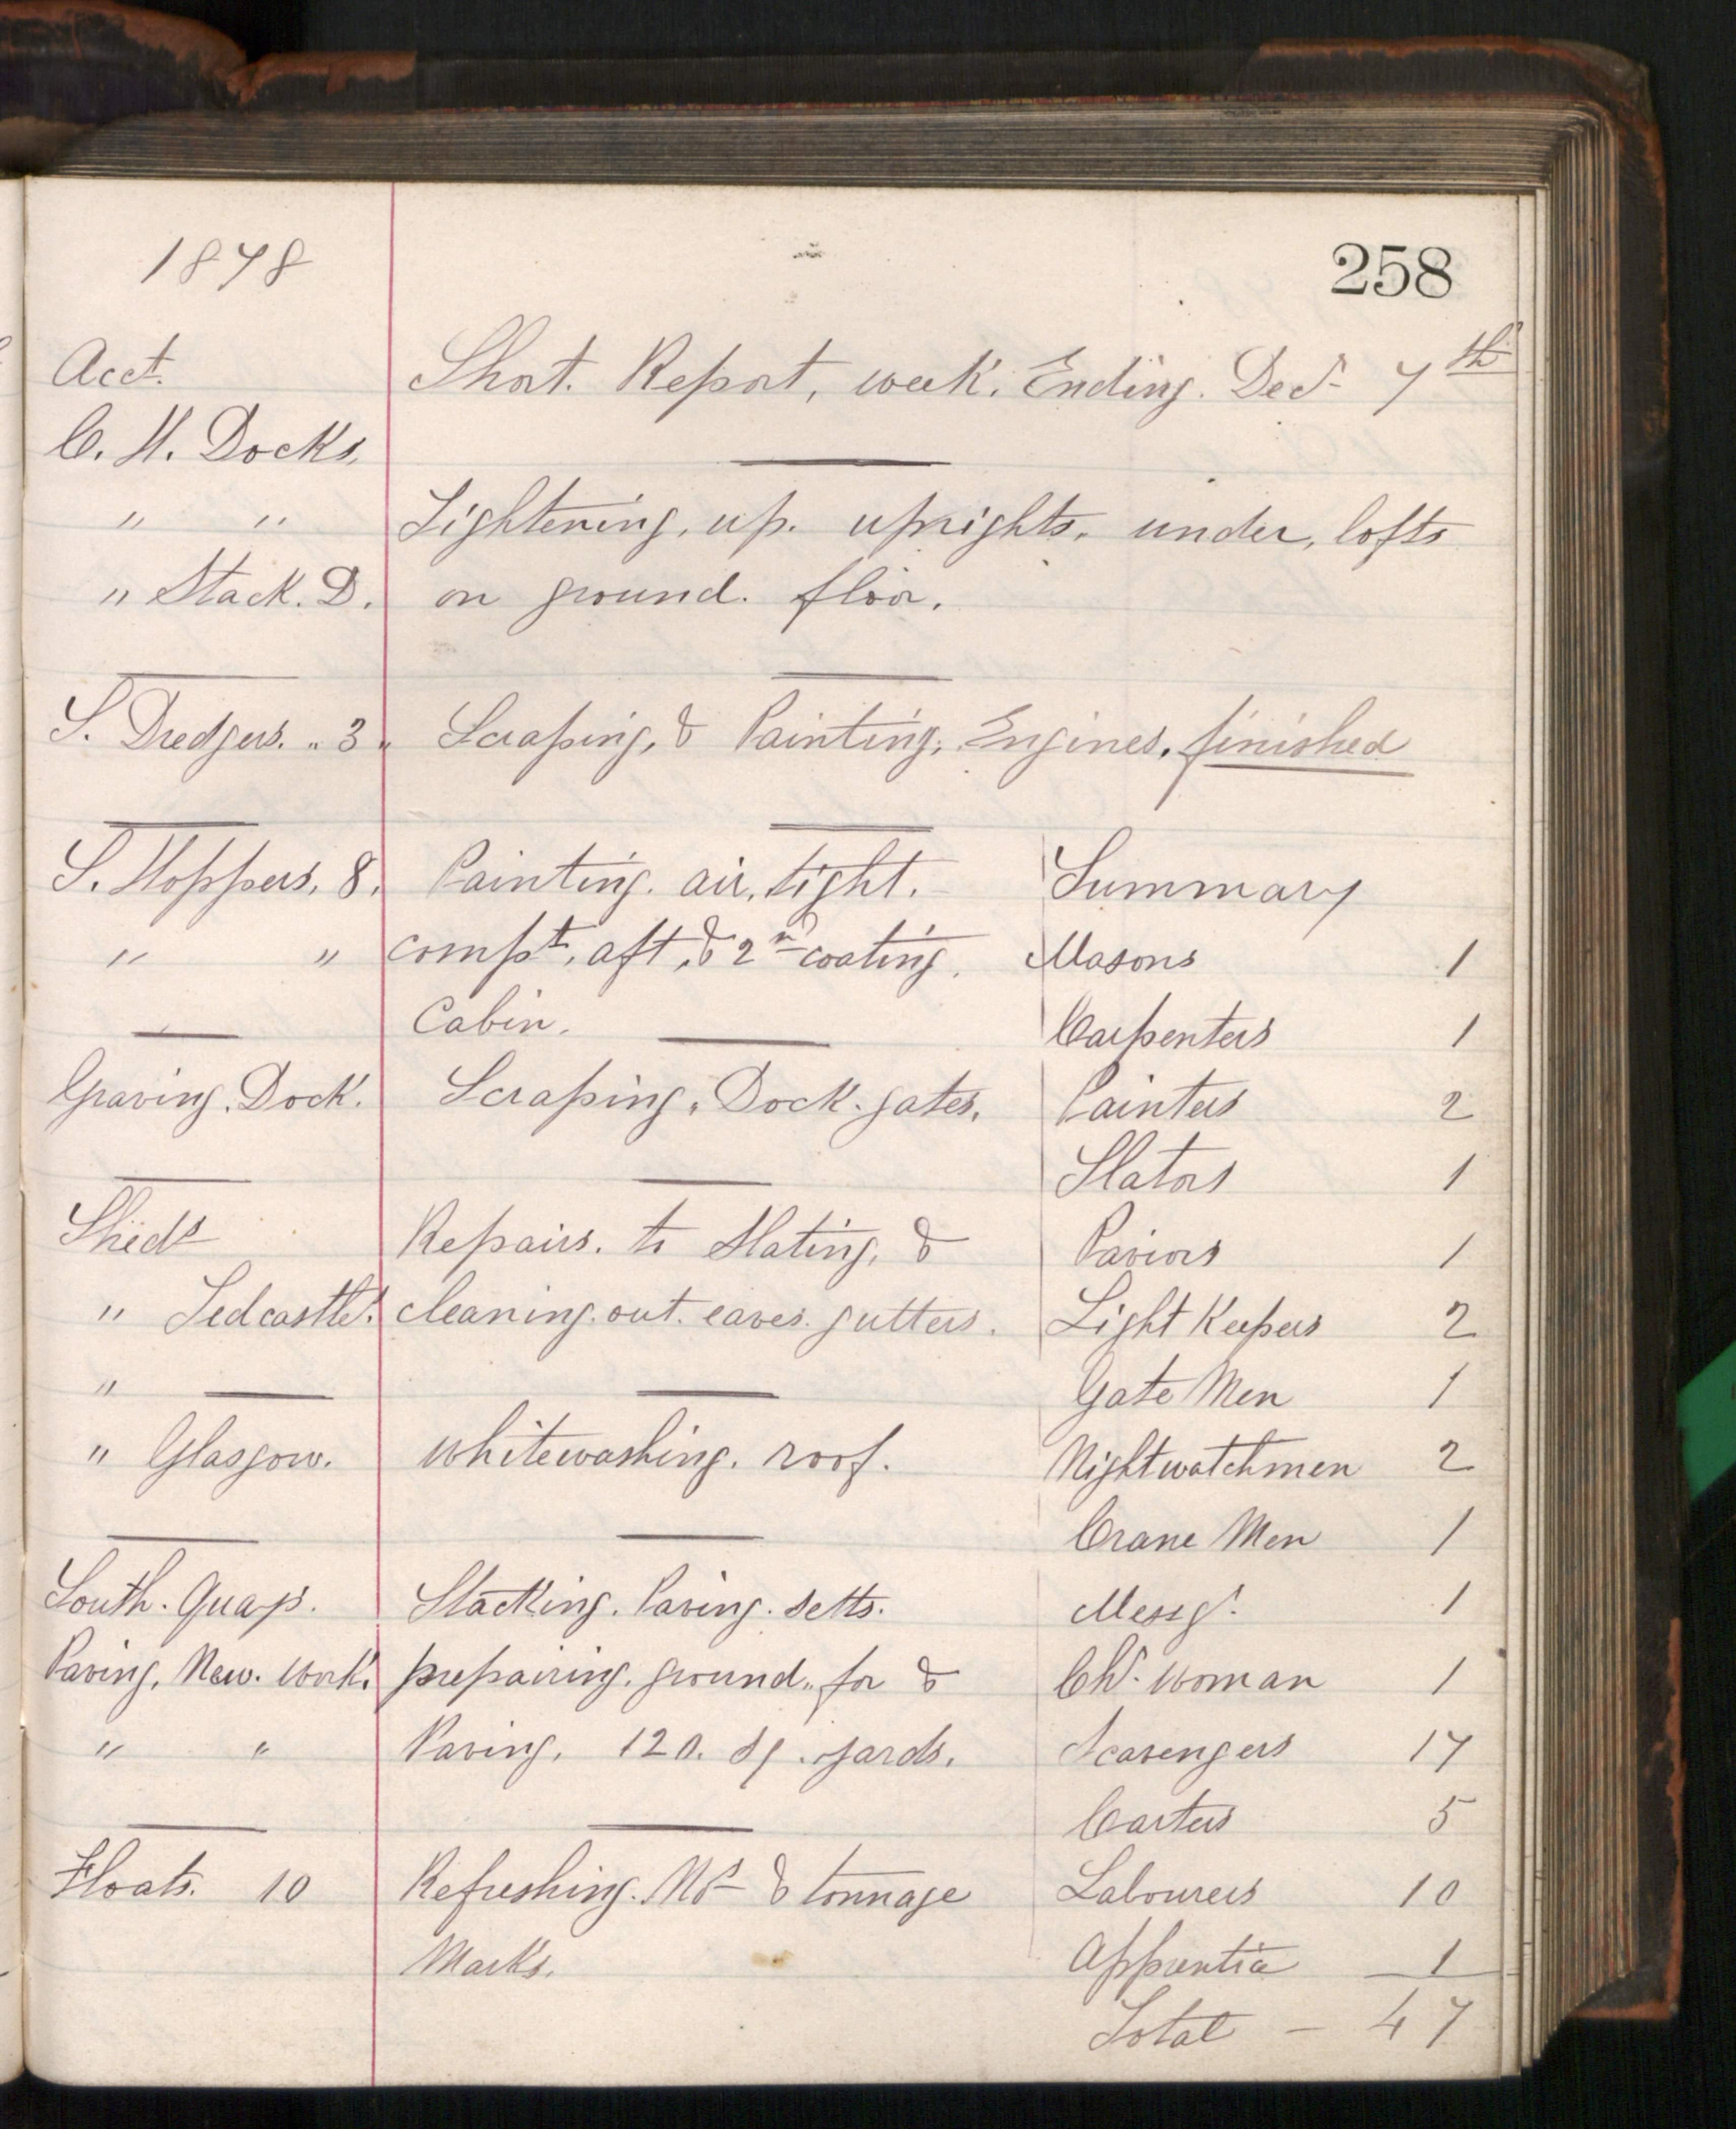 1878
258
Acct. Short. Report, week. Ending. Decr 7th
C. H. Docks.
" " Tightening. up. uprights. under, lofts
" Stack. D. on ground. floor.
S. Dredgers. " 3 " Scraping, & Painting, Engines. finished
S. Hoppers. 8. Painting. air, tight. Summary
" " compt. aft, & 2nd coating. Masons 1
Cabin. Carpenters 1
Graving. Dock. Scraping, Dock. gates. Painters 2
Slators 1
Sheds Repairs. to Slating, & Paviors 1
" Tedcastle. cleaning. out. eaves. gutters. Light Keepers 2
" Gate Men 1
" Glasgow. whitewashing. roof. Nightwatchmen 2
Crane Men 1
South. Quays. Stacking. Paving. setts. Messgr 1
Paving. New. Work. preparing. ground. for & Chr. Woman 1
" " Paving. 120. sq. yards. Scavengers 17
Carters 5
Floats. 10 Refreshing. Nos & tonnage Labourers 10
Marks. Apprentice 1
Total - 47